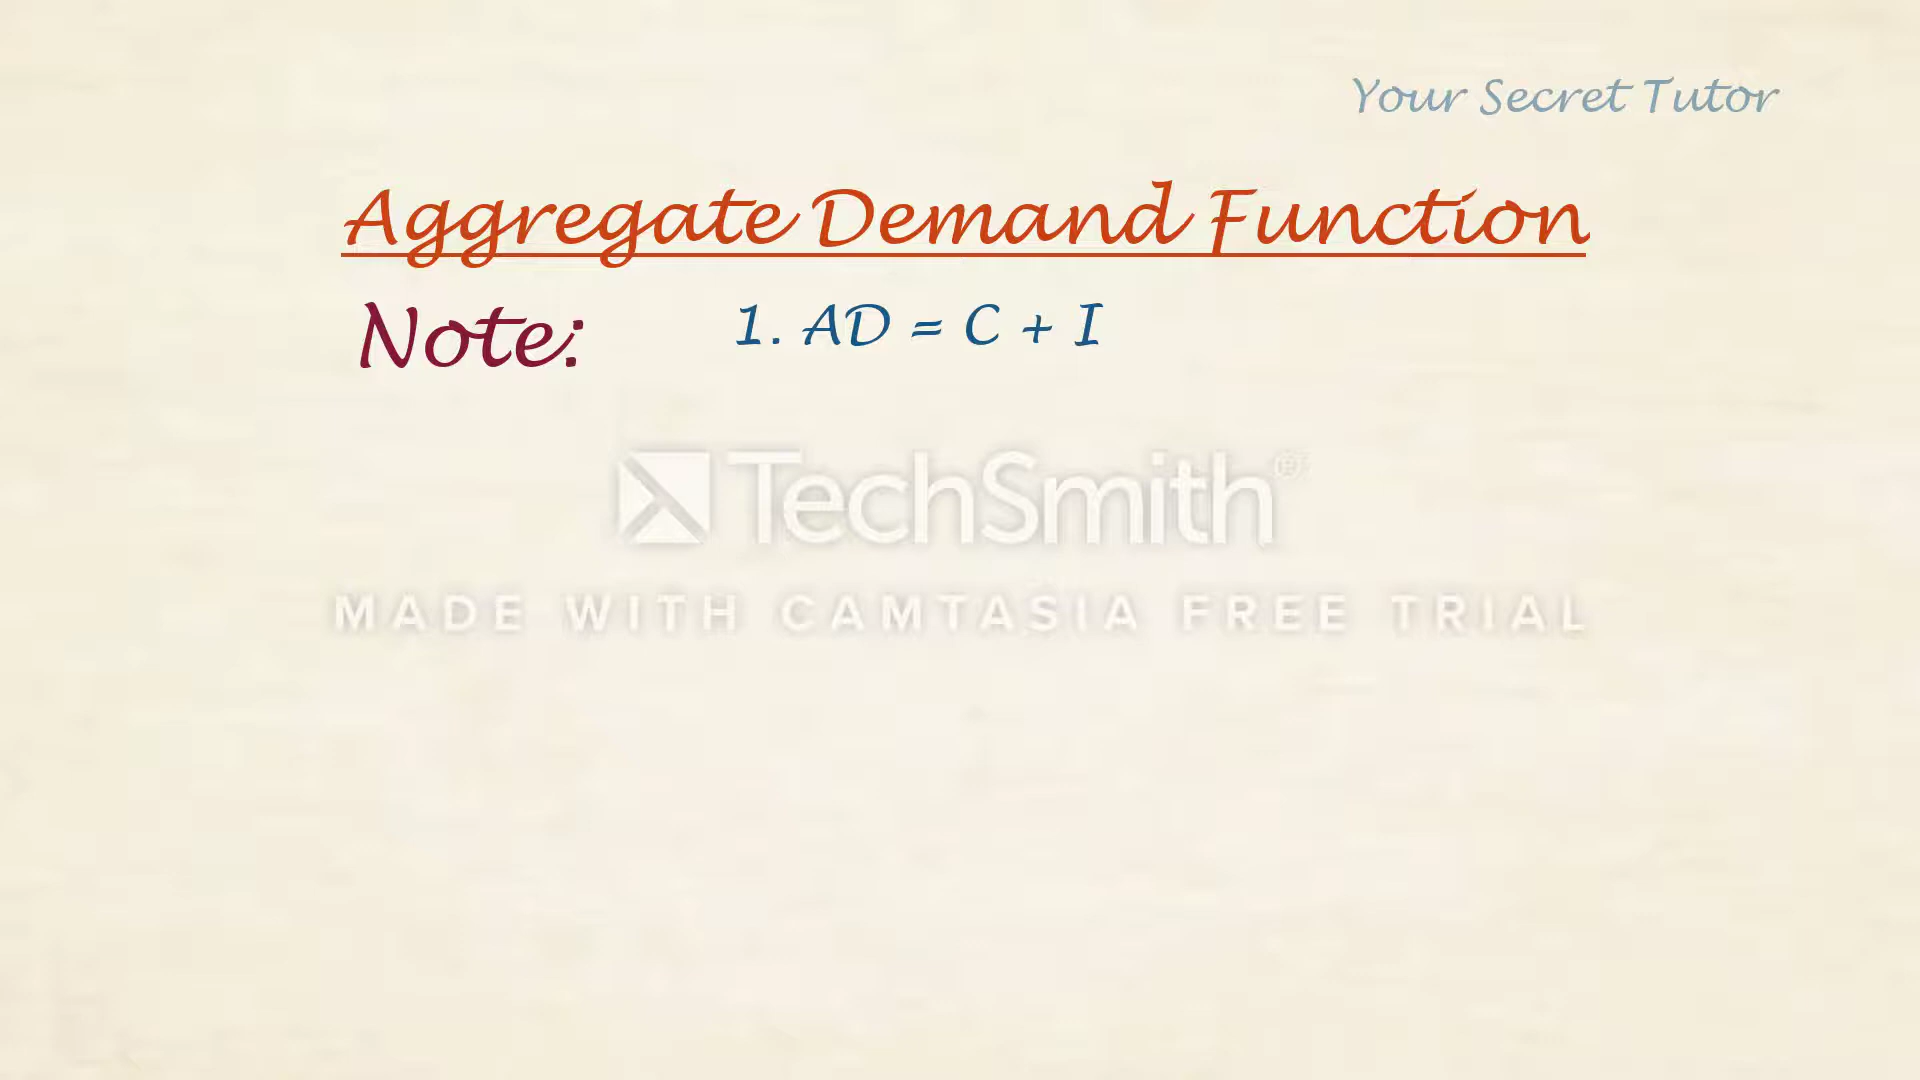 Your Secret Tutor
Aggregate Demand Function
Note: 1. AD = C + I
TechSmith®
MADE WITH CAMTASIA FREE TRIAL